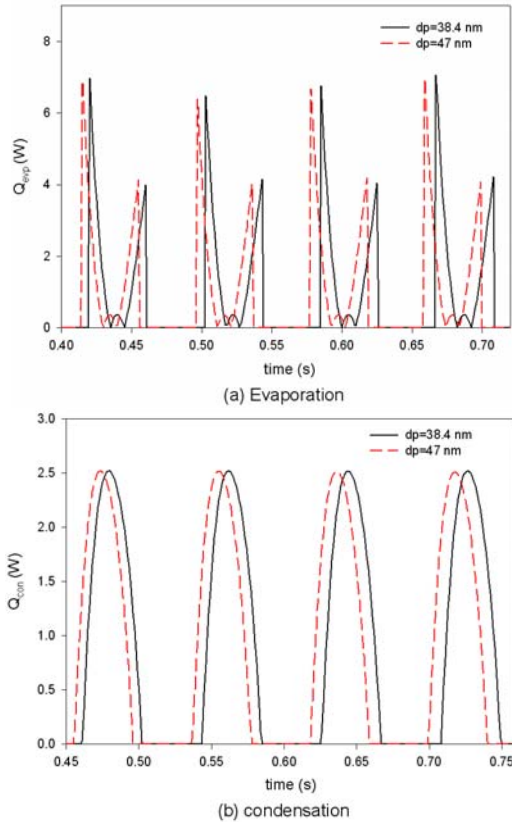 dp=38.4 nm
dp=47 nm
8
6
4
2
0
Q_evp (W)
0.40 0.45 0.50 0.55 0.60 0.65 0.70
time (s)
(a) Evaporation
3.0
2.5
2.0
1.5
1.0
0.5
0.0
Q_con (W)
dp=38.4 nm
dp=47 nm
0.45 0.50 0.55 0.60 0.65 0.70 0.75
time (s)
(b) condensation